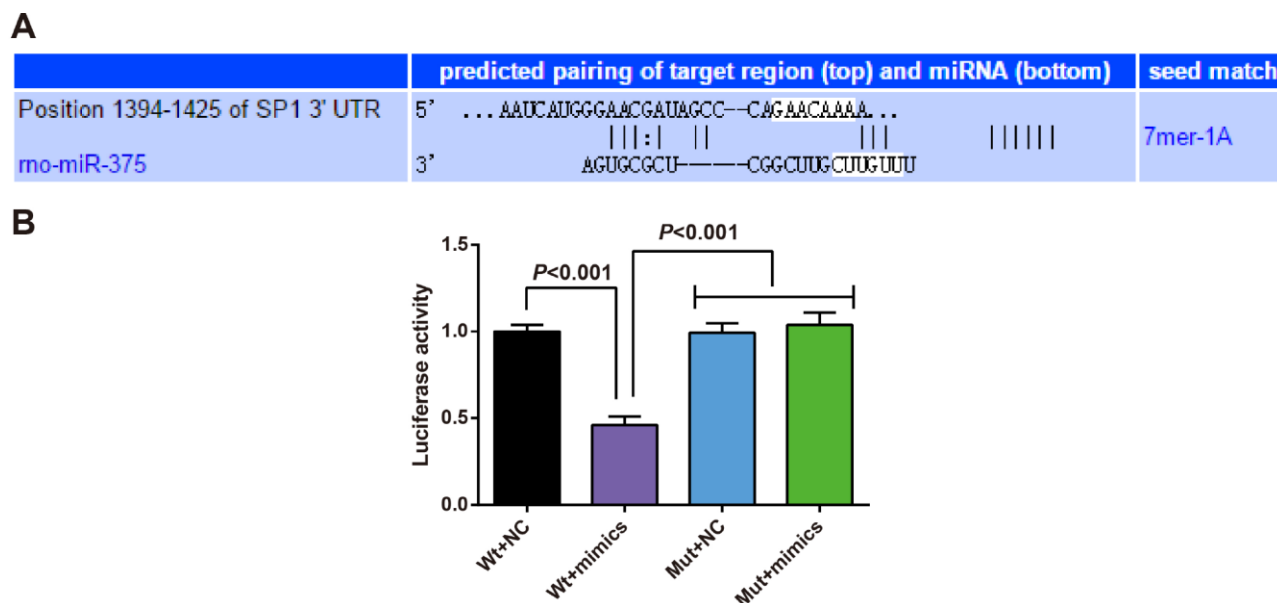 A
predicted pairing of target region (top) and miRNA (bottom) seed match
Position 1394-1425 of SP1 3' UTR 5' ...AAUCAUGGGAACGAUAGCC--CAGAACAAAA...
|||:| || ||| |||||| 7mer-1A
rno-miR-375 3' AGUGCGCU-----CGGCUUGCUUGUUU
B
P<0.001
1.5
P<0.001
1.0
0.5
0.0
Luciferase activity
Wt+NC Wt+mimics Mut+NC Mut+mimics